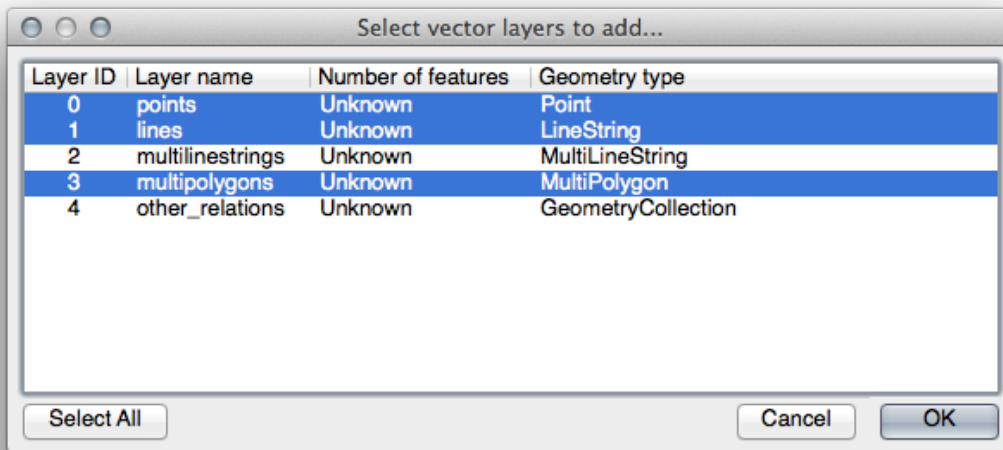 Select vector layers to add...
Layer ID Layer name Number of features Geometry type
0 points Unknown Point
1 lines Unknown LineString
2 multilinestrings Unknown MultiLineString
3 multipolygons Unknown MultiPolygon
4 other_relations Unknown GeometryCollection
Select All Cancel OK